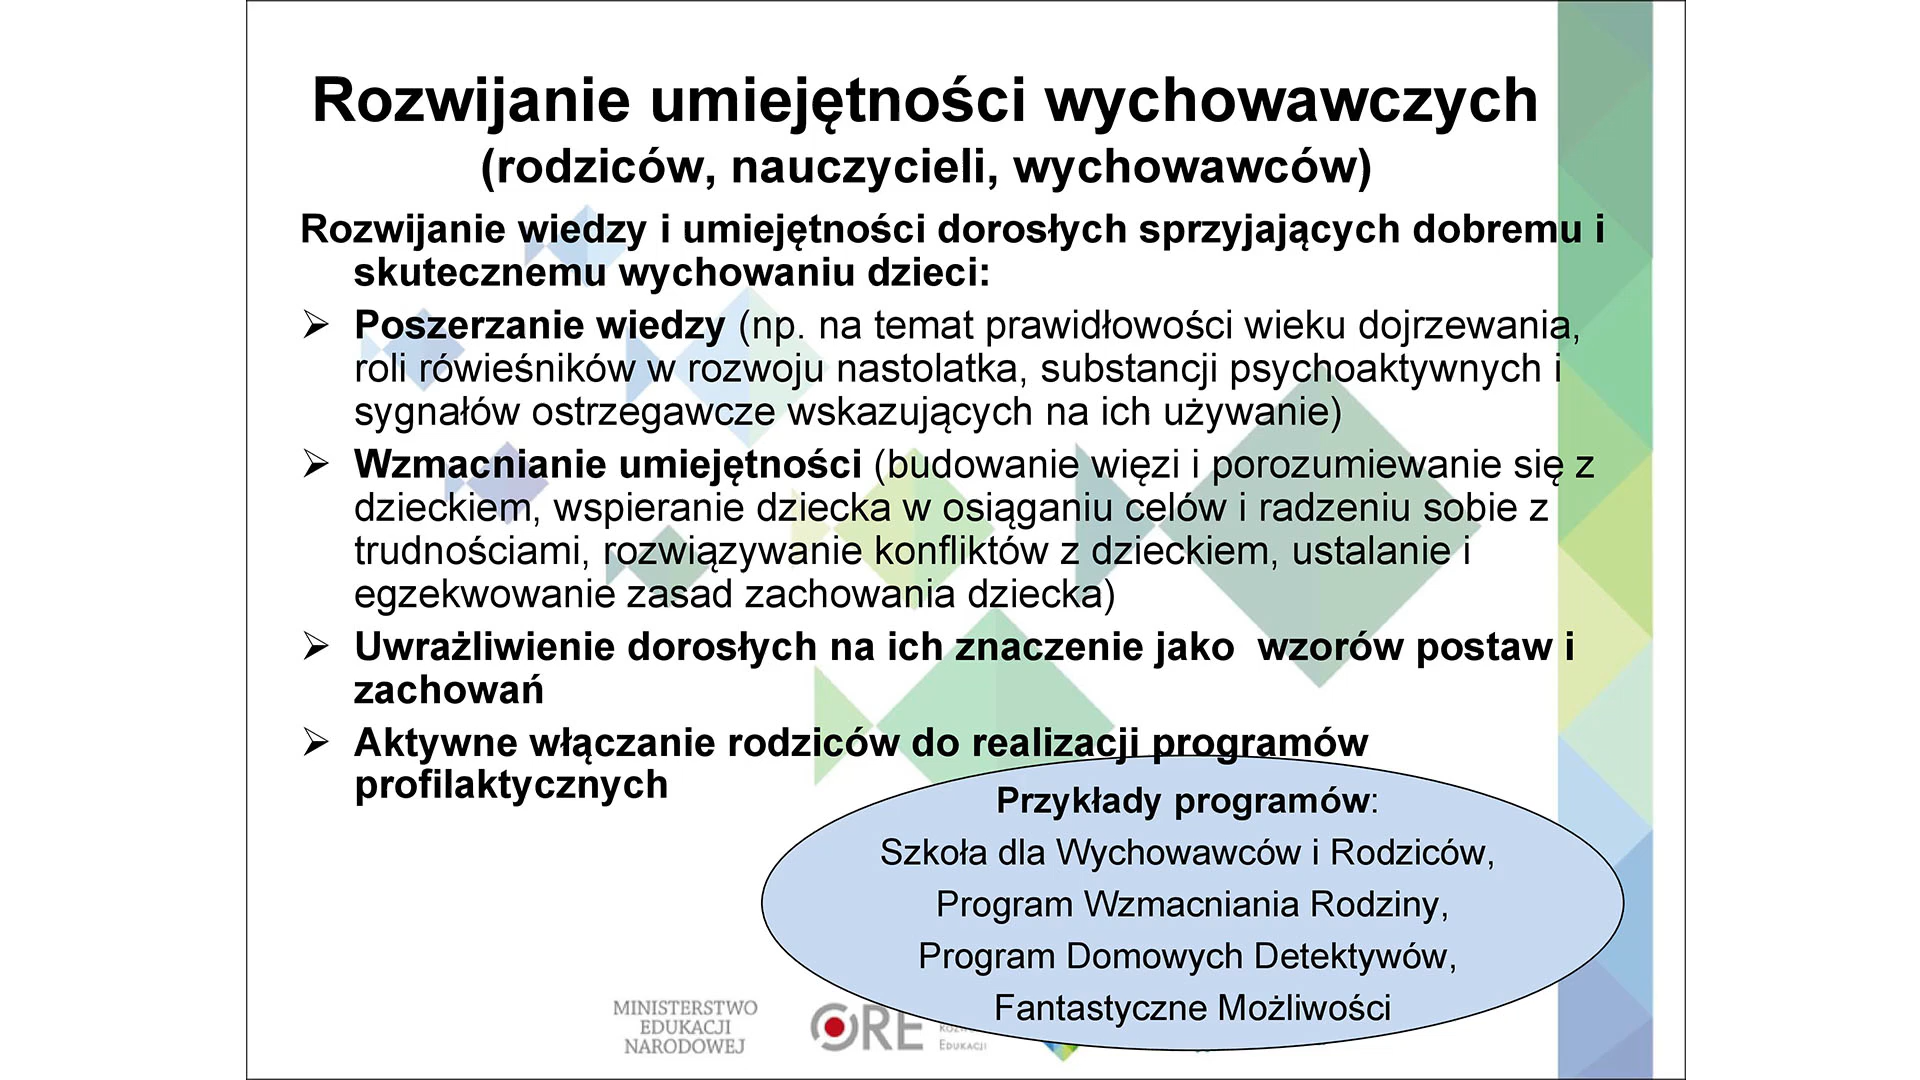 Rozwijanie umiejętności wychowawczych
(rodziców, nauczycieli, wychowawców)
Rozwijanie wiedzy i umiejętności dorosłych sprzyjających dobremu i
skutecznemu wychowaniu dzieci:
➢ Poszerzanie wiedzy (np. na temat prawidłowości wieku dojrzewania,
roli rówieśników w rozwoju nastolatka, substancji psychoaktywnych i
sygnałów ostrzegawcze wskazujących na ich używanie)
➢ Wzmacnianie umiejętności (budowanie więzi i porozumiewanie się z
dzieckiem, wspieranie dziecka w osiąganiu celów i radzeniu sobie z
trudnościami, rozwiązywanie konfliktów z dzieckiem, ustalanie i
egzekwowanie zasad zachowania dziecka)
➢ Uwrażliwienie dorosłych na ich znaczenie jako wzorów postaw i
zachowań
➢ Aktywne włączanie rodziców do realizacji programów
profilaktycznych
Przykłady programów:
Szkoła dla Wychowawców i Rodziców,
Program Wzmacniania Rodziny,
Program Domowych Detektywów,
Fantastyczne Możliwości
MINISTERSTWO
EDUKACJI
NARODOWEJ
ORE
EDUKACJI